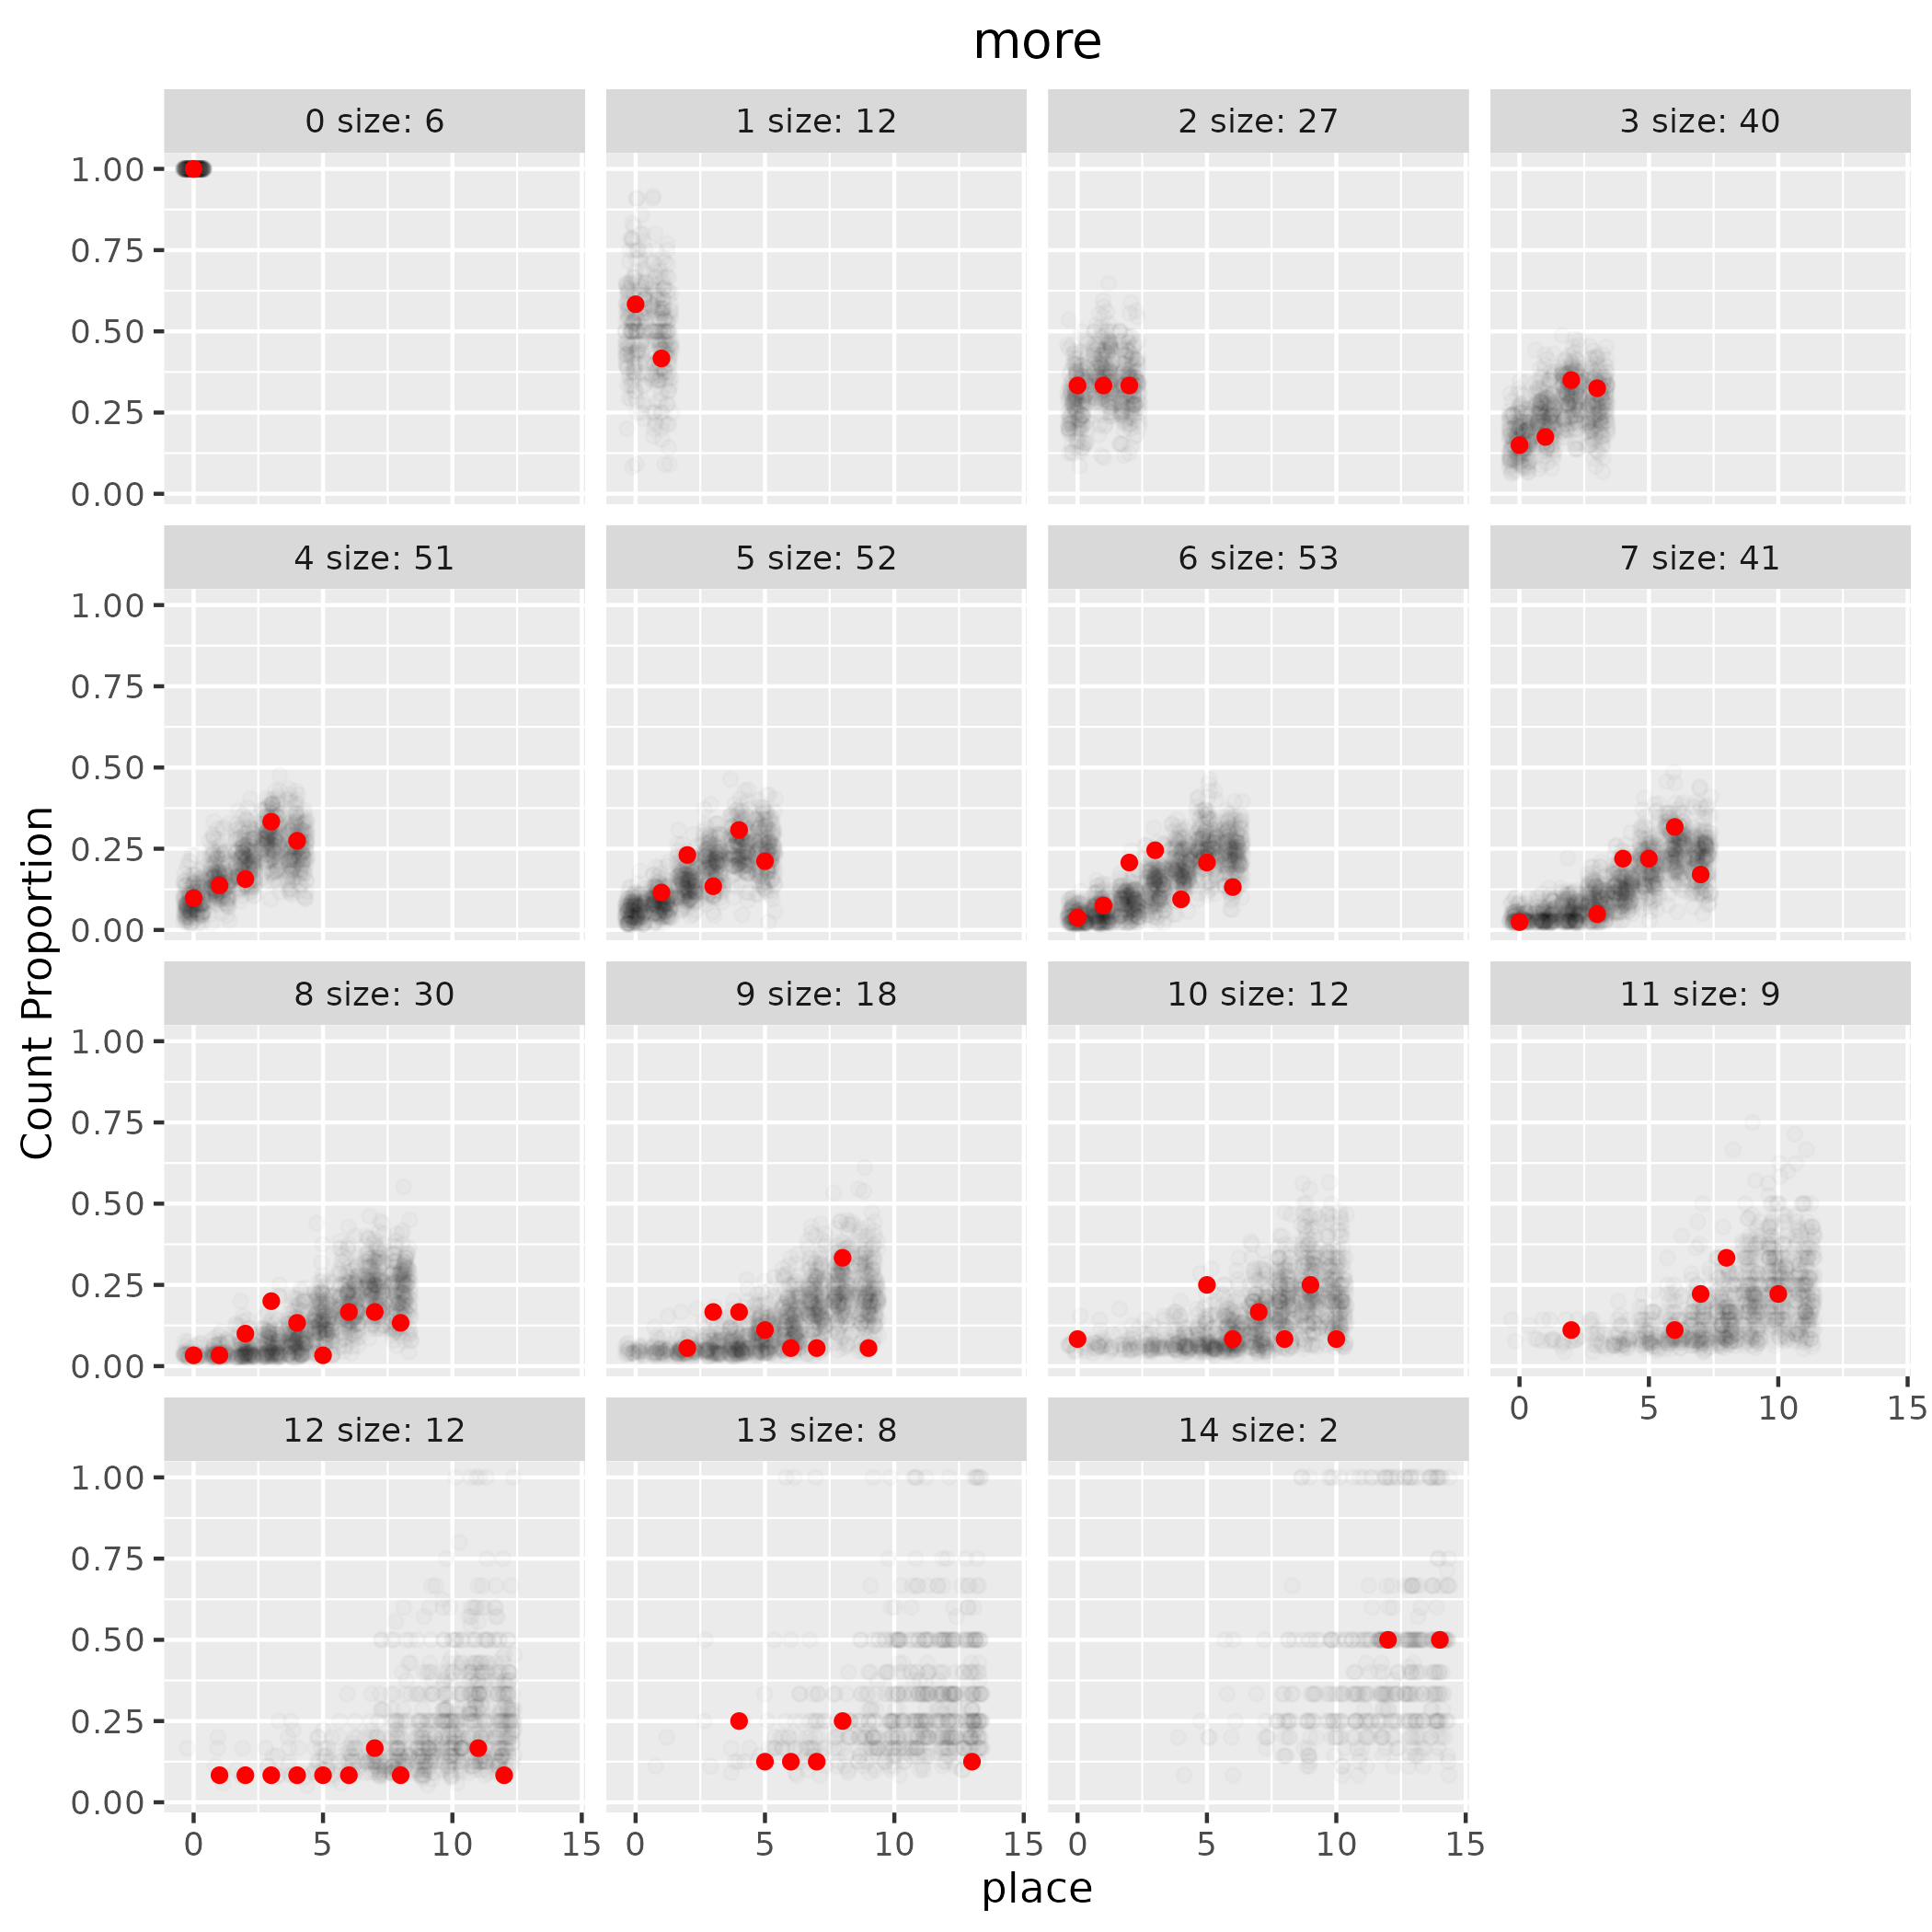 more
0 size: 6
1 size: 12
2 size: 27
3 size: 40
1.00
0.75
0.50
0.25
0.00
4 size: 51
5 size: 52
6 size: 53
7 size: 41
1.00
0.75
0.50
0.25
0.00
Count Proportion
8 size: 30
9 size: 18
10 size: 12
11 size: 9
1.00
0.75
0.50
0.25
0.00
0 5 10 15
12 size: 12
13 size: 8
14 size: 2
1.00
0.75
0.50
0.25
0.00
0 5 10 15
0 5 10 15
0 5 10 15
place